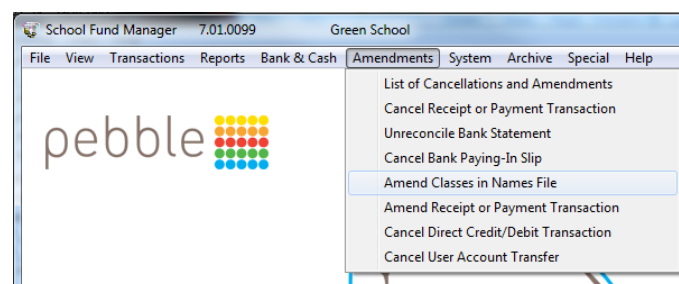 School Fund Manager 7.01.0099 Green School
File View Transactions Reports Bank & Cash Amendments System Archive Special Help
List of Cancellations and Amendments
Cancel Receipt or Payment Transaction
Unreconcile Bank Statement
Cancel Bank Paying-In Slip
Amend Classes in Names File
Amend Receipt or Payment Transaction
Cancel Direct Credit/Debit Transaction
Cancel User Account Transfer
pebble